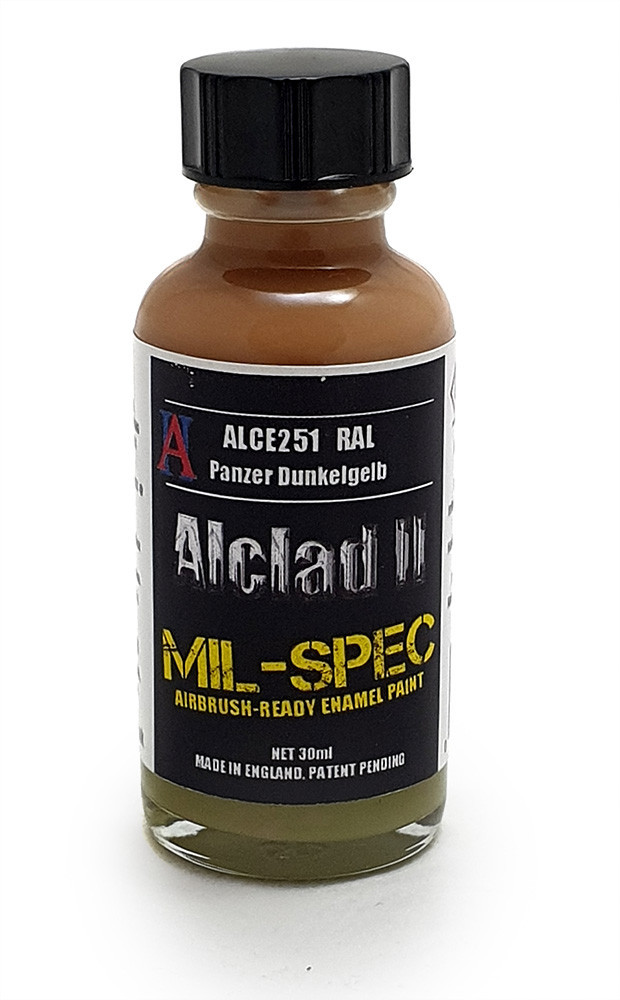 A
ALCE251 RAL
Panzer Dunkelgelb
Alclad II
MIL-SPEC
AIRBRUSH-READY ENAMEL PAINT
NET 30ml
MADE IN ENGLAND. PATENT PENDING